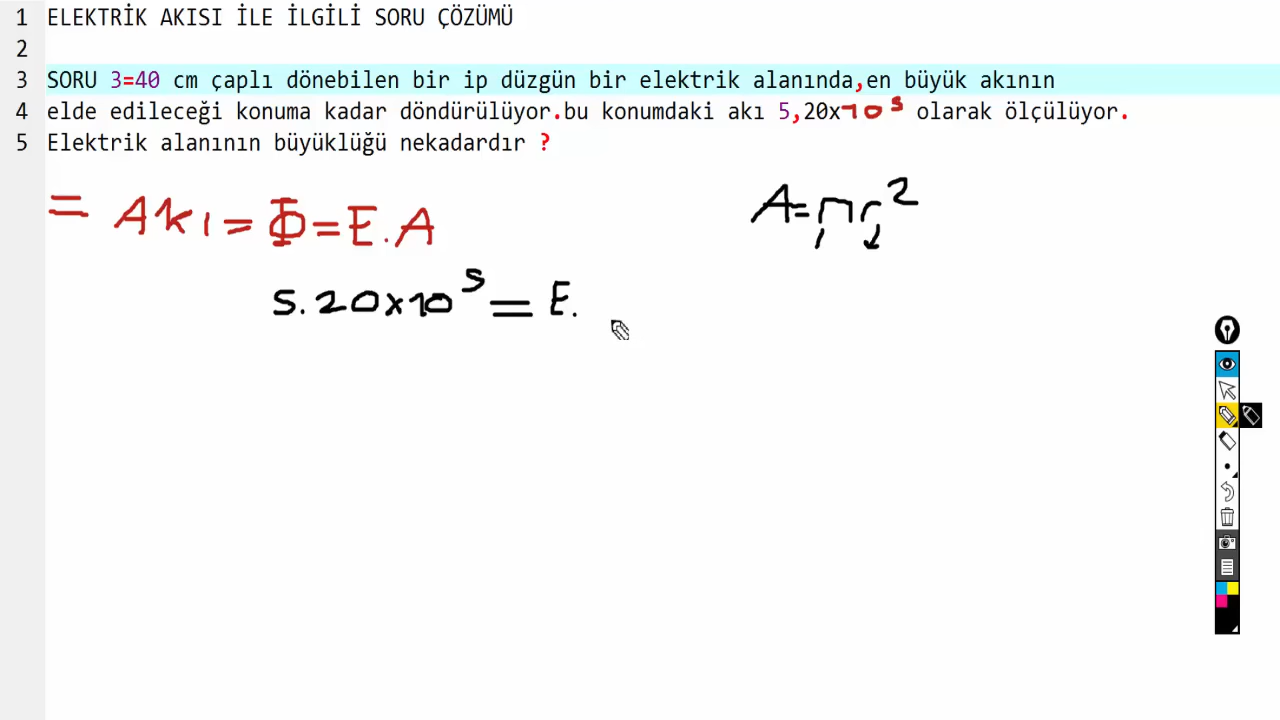 1 ELEKTRİK AKISI İLE İLGİLİ SORU ÇÖZÜMÜ
2
3 SORU 3=40 cm çaplı dönebilen bir ip düzgün bir elektrik alanında,en büyük akının
4 elde edileceği konuma kadar döndürülüyor.bu konumdaki akı 5,20x10⁵ olarak ölçülüyor.
5 Elektrik alanının büyüklüğü nekadardır ?
= Akı = Φ = E.A
A=πr²
5.20x10⁵ = E.